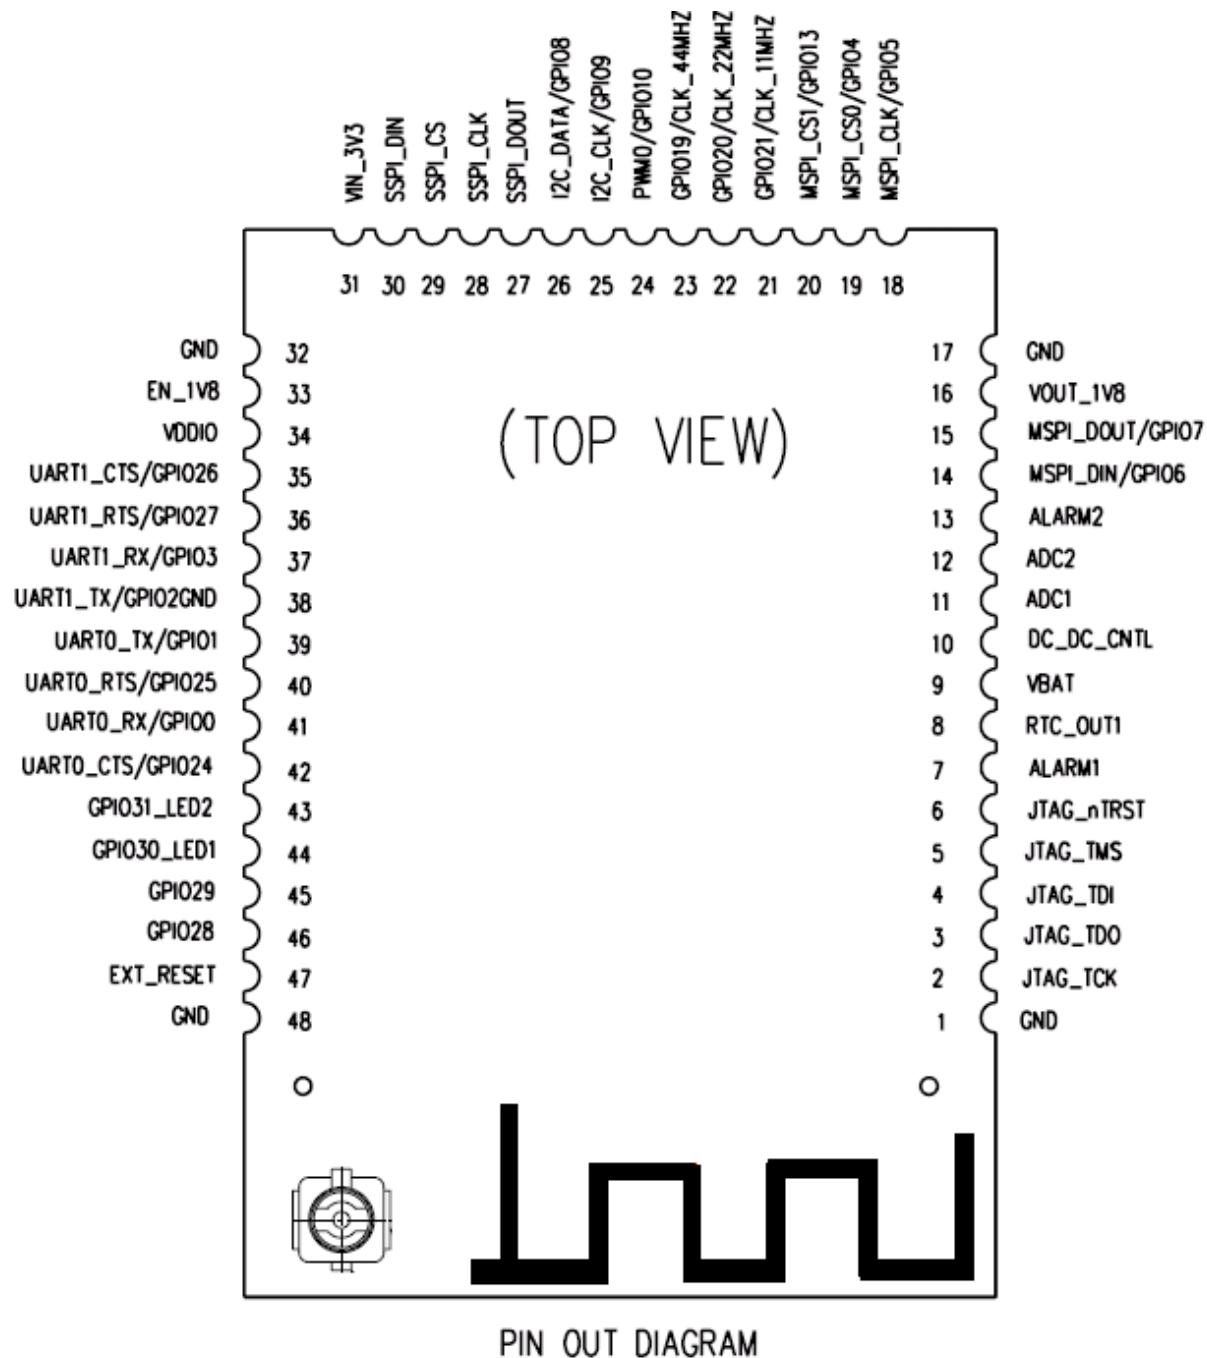 VIN_3V3
SSPI_DIN
SSPI_CS
SSPI_CLK
SSPI_DOUT
I2C_DATA/GPIO8
I2C_CLK/GPIO9
PWM0/GPIO10
GPIO19/CLK_44MHZ
GPIO20/CLK_22MHZ
GPIO21/CLK_11MHZ
MSPI_CS1/GPIO13
MSPI_CS0/GPIO4
MSPI_CLK/GPIO5
31 30 29 28 27 26 25 24 23 22 21 20 19 18
GND 32 17 GND
EN_1V8 33 16 VOUT_1V8
VDDIO 34 15 MSPI_DOUT/GPIO7
(TOP VIEW)
UART1_CTS/GPIO26 35 14 MSPI_DIN/GPIO6
UART1_RTS/GPIO27 36 13 ALARM2
UART1_RX/GPIO3 37 12 ADC2
UART1_TX/GPIO2GND 38 11 ADC1
UART0_TX/GPIO1 39 10 DC_DC_CNTL
UART0_RTS/GPIO25 40 9 VBAT
UART0_RX/GPIO0 41 8 RTC_OUT1
UART0_CTS/GPIO24 42 7 ALARM1
GPIO31_LED2 43 6 JTAG_nTRST
GPIO30_LED1 44 5 JTAG_TMS
GPIO29 45 4 JTAG_TDI
GPIO28 46 3 JTAG_TDO
EXT_RESET 47 2 JTAG_TCK
GND 48 1 GND
PIN OUT DIAGRAM